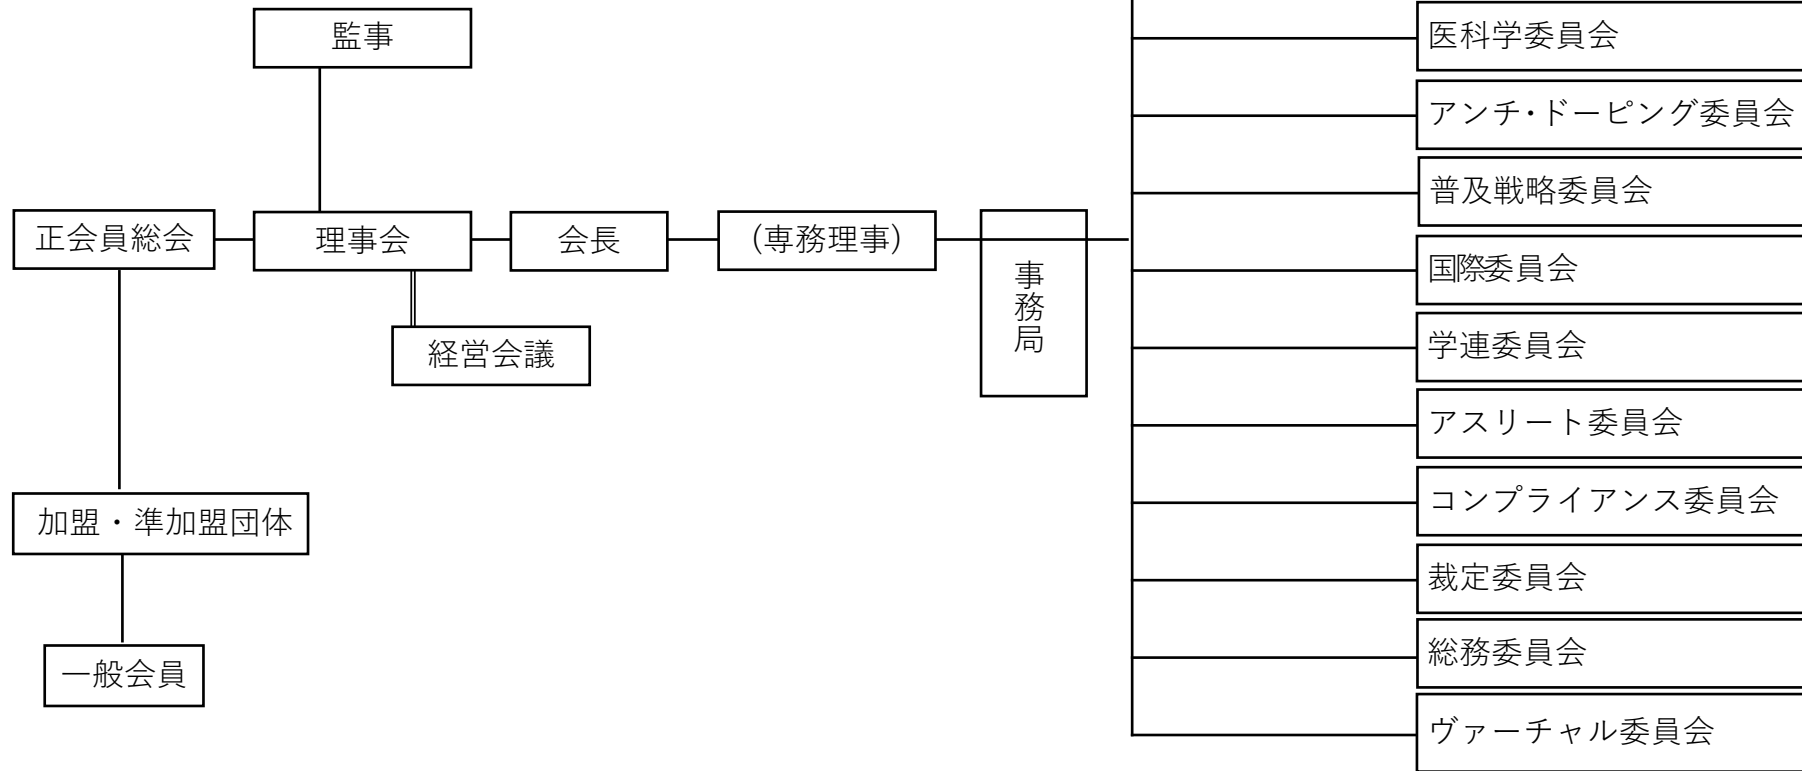 監事
正会員総会
理事会
会長
(専務理事)
事務局
経営会議
加盟・準加盟団体
一般会員
医科学委員会
アンチ・ドーピング委員会
普及戦略委員会
国際委員会
学連委員会
アスリート委員会
コンプライアンス委員会
裁定委員会
総務委員会
ヴァーチャル委員会